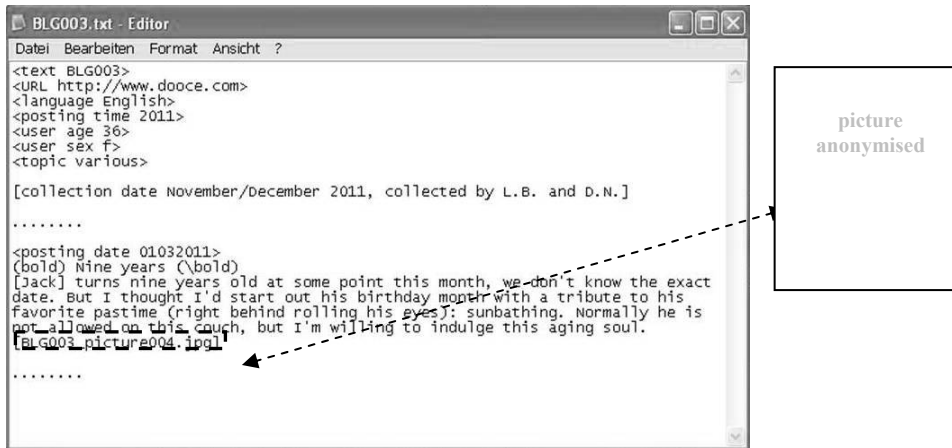 BLG003.txt - Editor
Datei Bearbeiten Format Ansicht ?
<text BLG003>
<URL http://www.dooce.com>
<language English>
<posting time 2011>
<user age 36>
<user sex f>
<topic various>
[collection date November/December 2011, collected by L.B. and D.N.]
........
<posting date 01032011>
(bold) Nine years (\bold)
[Jack] turns nine years old at some point this month, we don't know the exact
date. But I thought I'd start out his birthday month with a tribute to his
favorite pastime (right behind rolling his eyes): sunbathing. Normally he is
not allowed on this couch, but I'm willing to indulge this aging soul.
[BLG003_picture004.jpg]
........
picture
anonymised